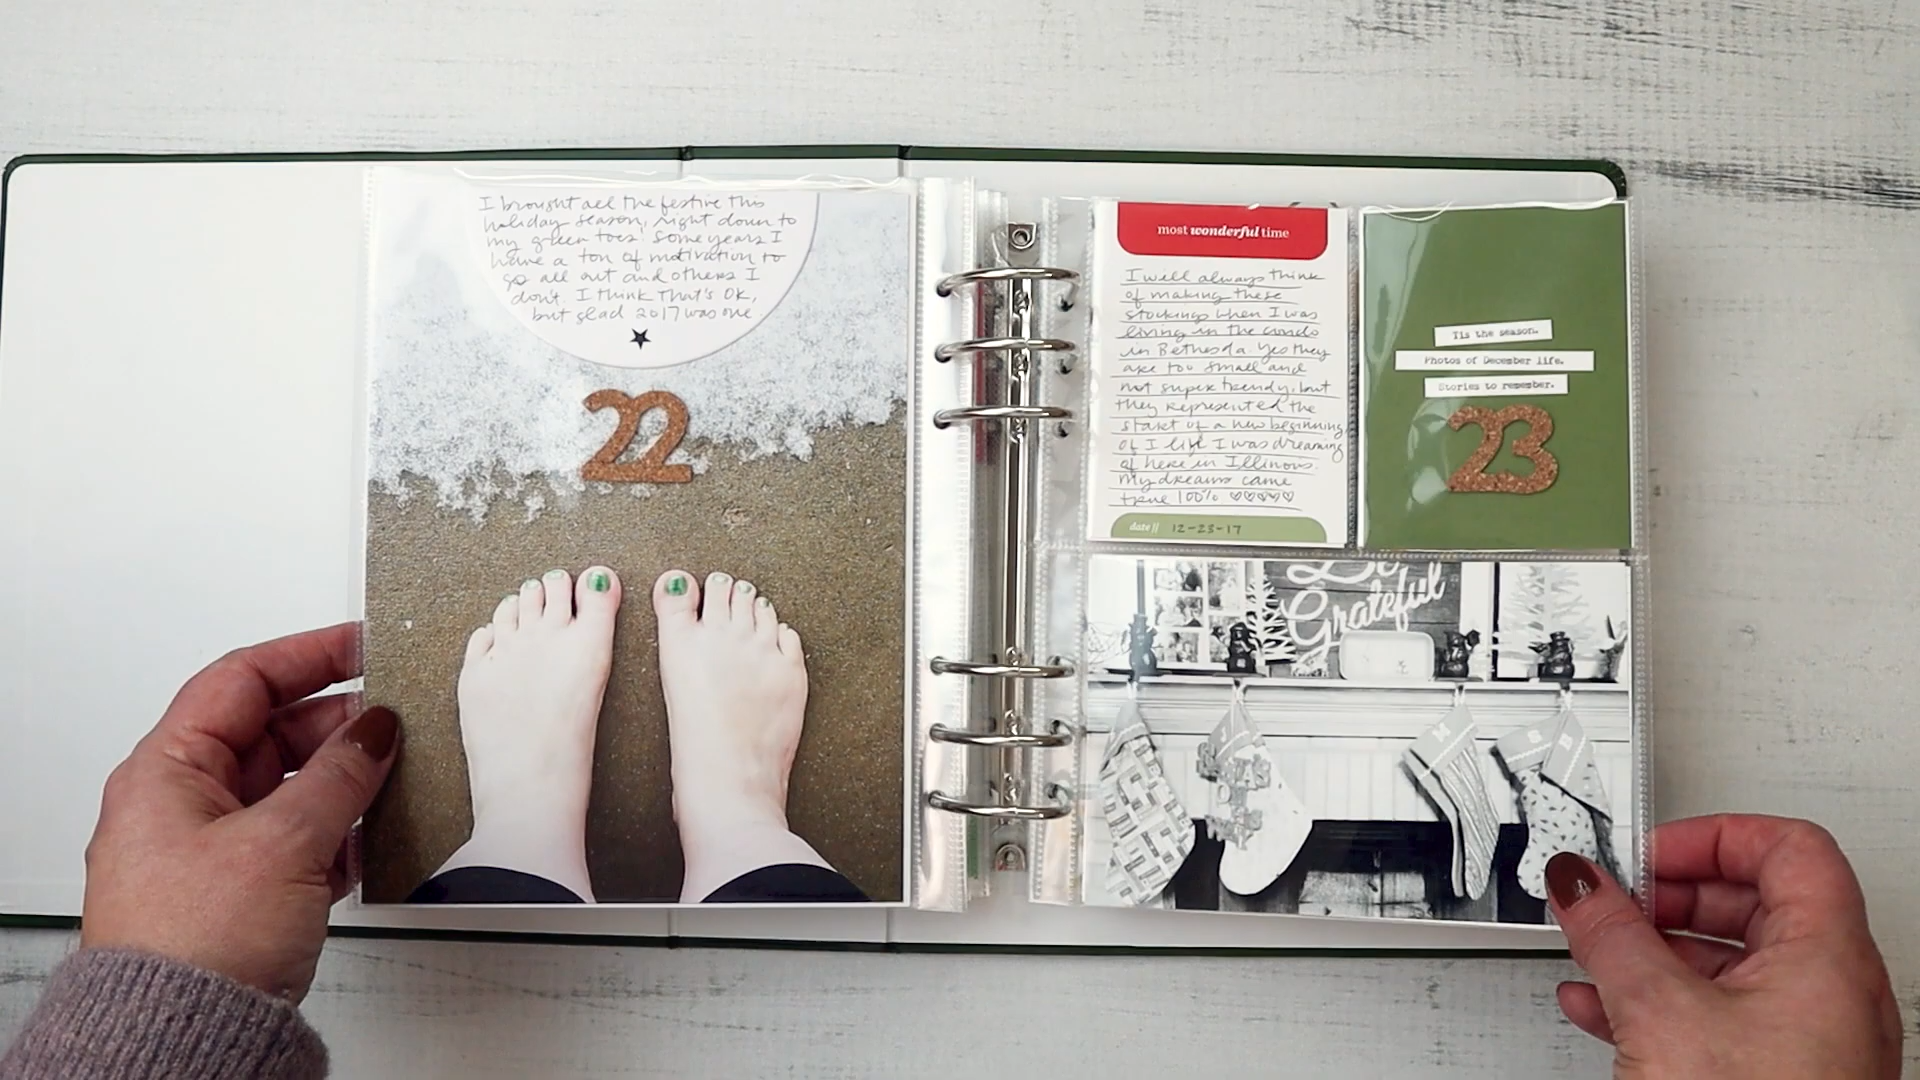 I brought all the festive this
holiday season, right down to
my green toes! Some years I
have a ton of motivation to
go all out and others I
don't. I think that's OK,
but glad 2017 was one
22
most wonderful time
I will always think
of making these
stockings when I was
living in the condo
in Bethesda. Yes they
are too small and
not super trendy, but
they represented the
start of a new beginning
of I life I was dreaming
of here in Illinois.
My dreams came
true 100% ♡♡♡♡♡
date // 12-23-17
Tis the season.
Photos of December life.
Stories to remember.
23
Be
Grateful
J
M
B